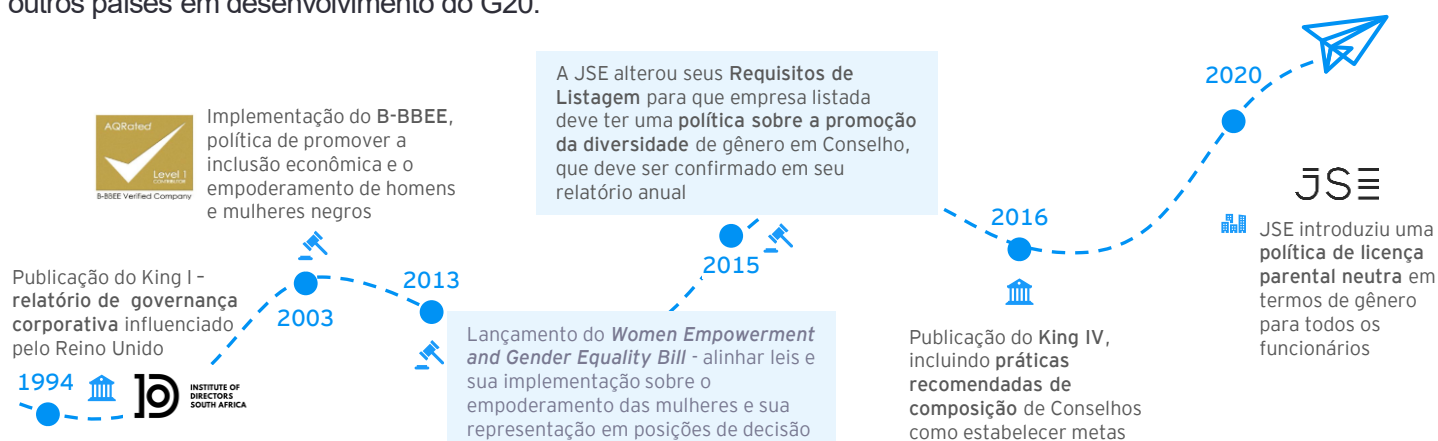 outros países em desenvolvimento do G20.
AQRated
Level 1
CONTRIBUTOR
B-BBEE Verified Company
Implementação do B-BBEE,
política de promover a
inclusão econômica e o
empoderamento de homens
e mulheres negros
A JSE alterou seus Requisitos de
Listagem para que empresa listada
deve ter uma política sobre a promoção
da diversidade de gênero em Conselho,
que deve ser confirmado em seu
relatório anual
2020
JSE
JSE introduziu uma
política de licença
parental neutra em
termos de gênero
para todos os
funcionários
Publicação do King I –
relatório de governança
corporativa influenciado
pelo Reino Unido
1994
INSTITUTE OF
DIRECTORS
SOUTH AFRICA
2003
2013
Lançamento do Women Empowerment
and Gender Equality Bill - alinhar leis e
sua implementação sobre o
empoderamento das mulheres e sua
representação em posições de decisão
2015
2016
Publicação do King IV,
incluindo práticas
recomendadas de
composição de Conselhos
como estabelecer metas